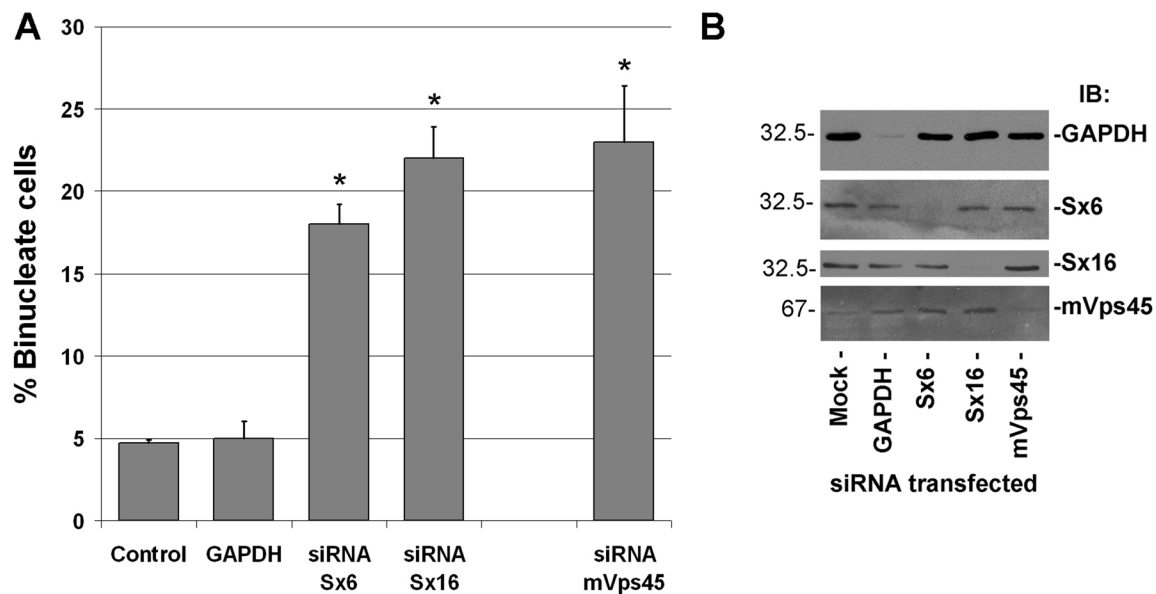 A
30
25
20
15
10
5
0
% Binucleate cells
*
*
*
Control
GAPDH
siRNA
Sx6
siRNA
Sx16
siRNA
mVps45
B
IB:
32.5-
-GAPDH
32.5-
-Sx6
32.5-
-Sx16
67-
-mVps45
Mock -
GAPDH -
Sx6 -
Sx16 -
mVps45 -
siRNA transfected